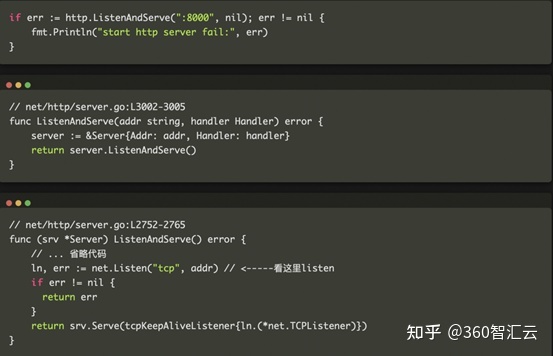 if err := http.ListenAndServe(":8000", nil); err != nil {
    fmt.Println("start http server fail:", err)
}
// net/http/server.go:L3002-3005
func ListenAndServe(addr string, handler Handler) error {
    server := &Server{Addr: addr, Handler: handler}
    return server.ListenAndServe()
}
// net/http/server.go:L2752-2765
func (srv *Server) ListenAndServe() error {
    // ... 省略代码
    ln, err := net.Listen("tcp", addr) // <-----看这里listen
    if err != nil {
      return err
    }
    return srv.Serve(tcpKeepAliveListener{ln.(*net.TCPListener)})
}
知乎 @360智汇云